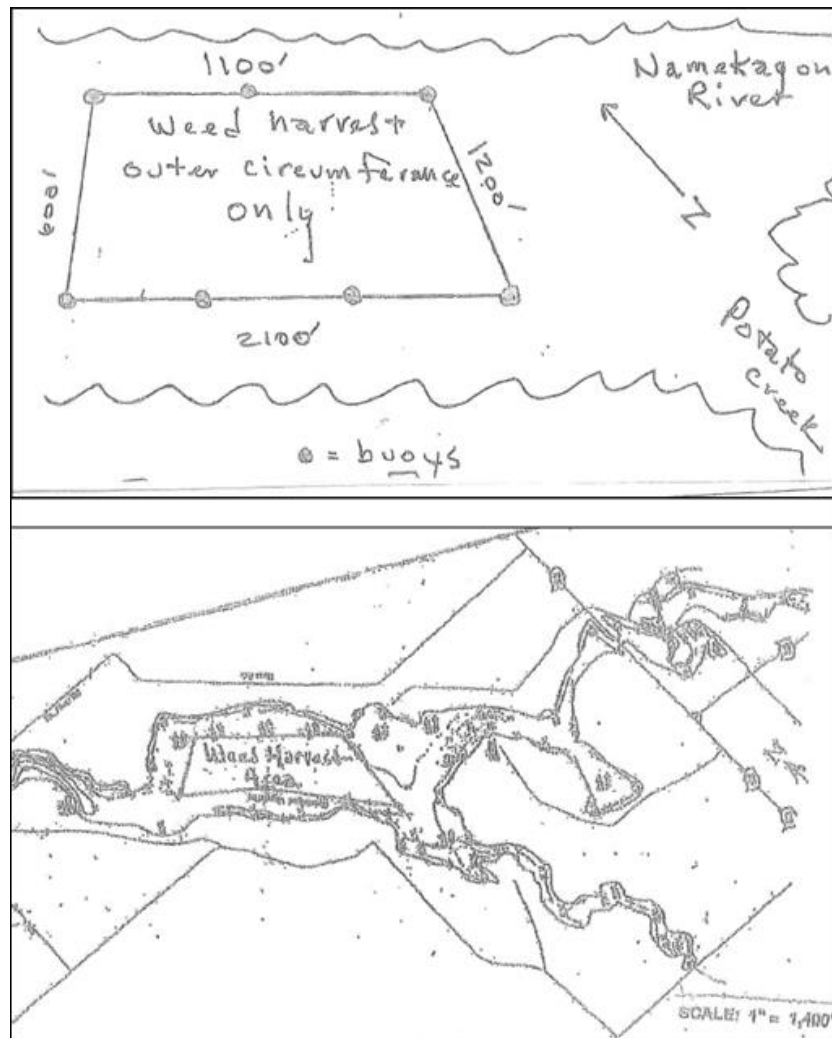 1100'
Namekagon
River
Weed harvest
outer cirumferance
only
600'
1200'
N
2100'
Potato
Creek
= buoys
Weed Harvest
Area
SCALE: 1" = 1,400'